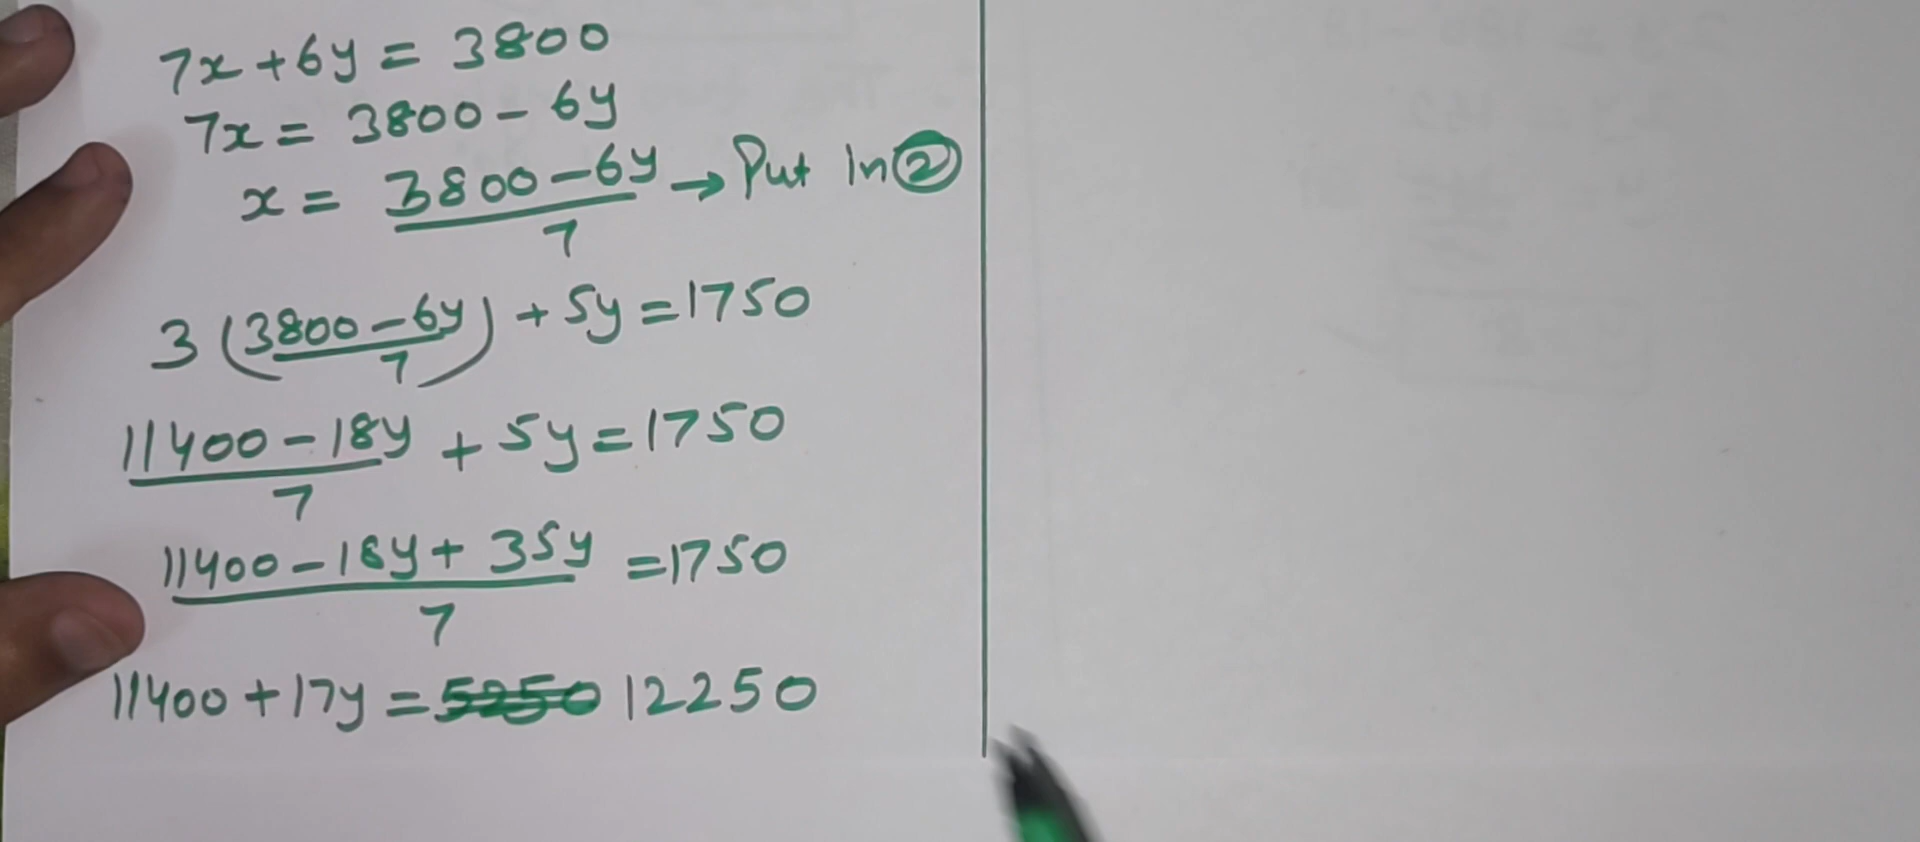 7x + 6y = 3800
7x = 3800 - 6y
x = 3800 - 6y / 7 → Put in ②
3 (3800 - 6y / 7) + 5y = 1750
11400 - 18y / 7 + 5y = 1750
11400 - 18y + 35y / 7 = 1750
11400 + 17y = 5250 12250